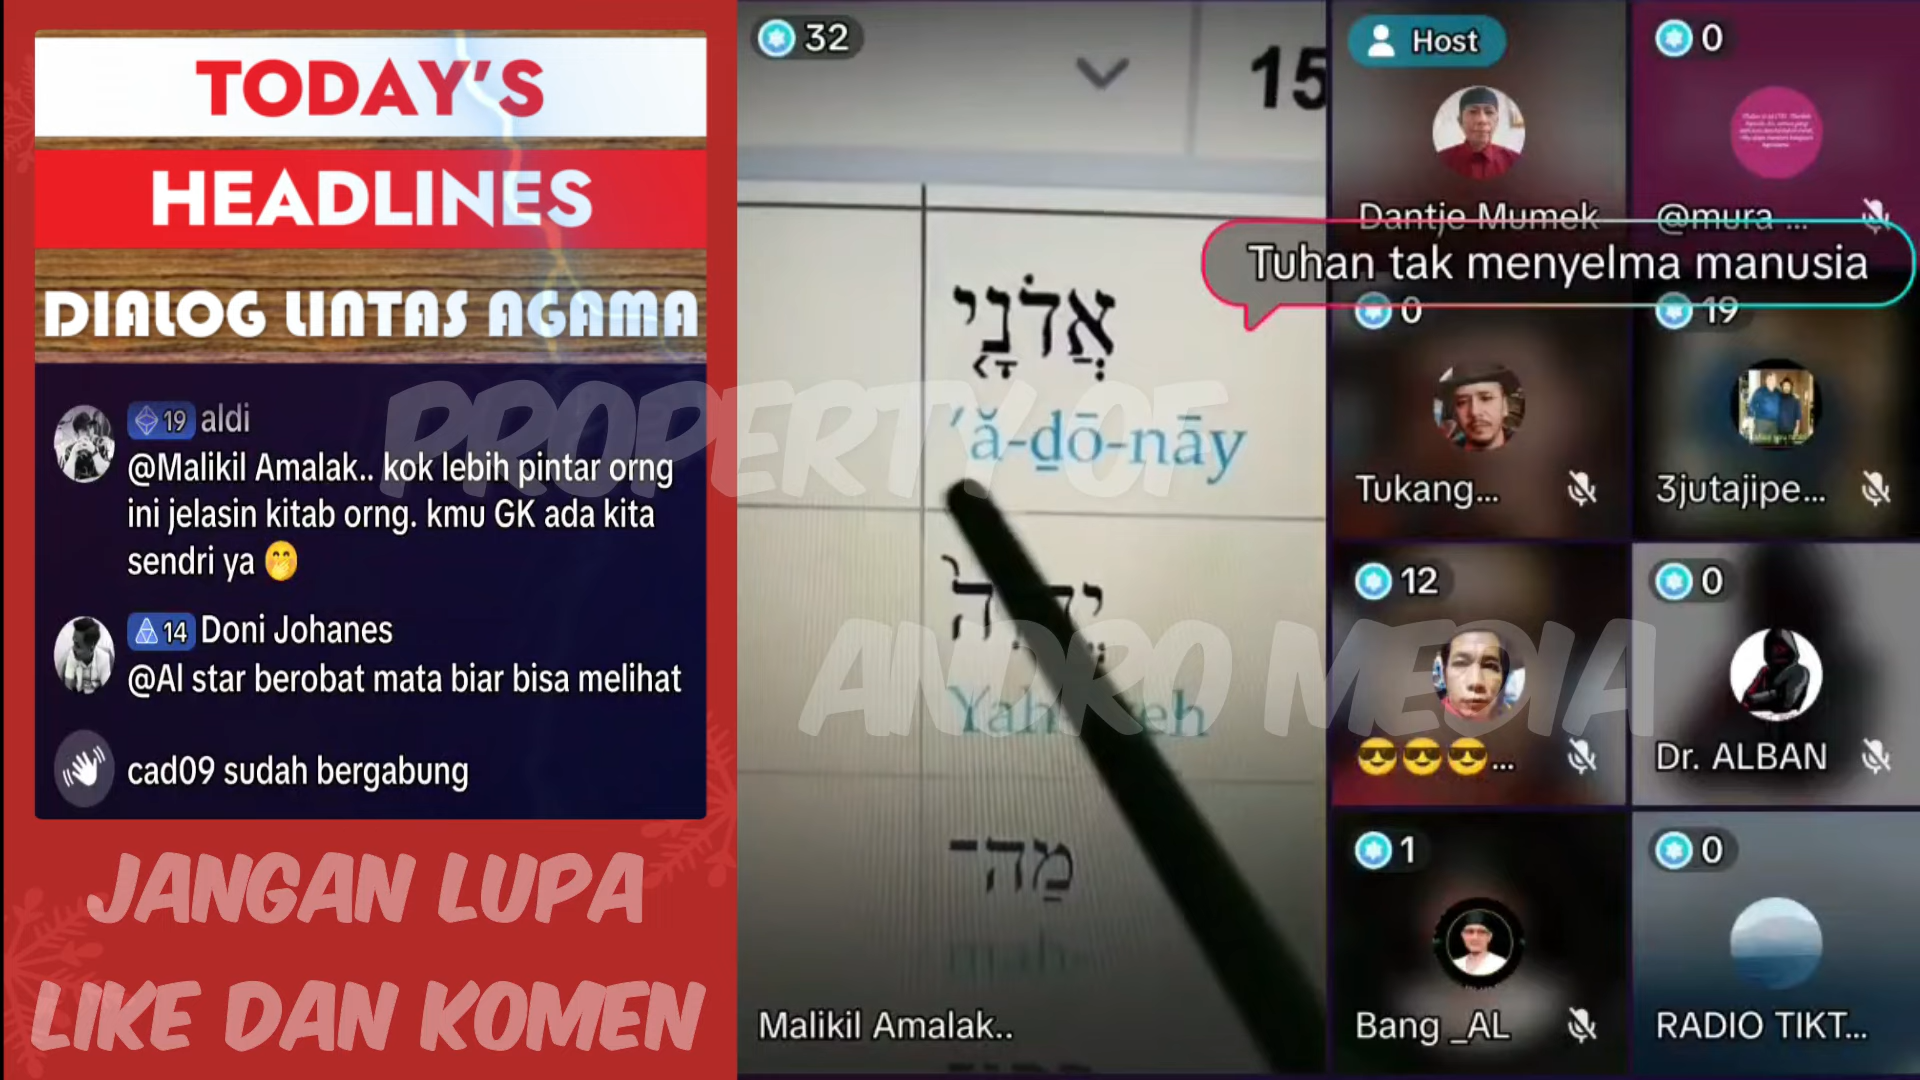 TODAY'S
HEADLINES
DIALOG LINTAS AGAMA
19 aldi
@Malikil Amalak.. kok lebih pintar orng
ini jelasin kitab orng. kmu GK ada kita
sendri ya 🤭
14 Doni Johanes
@Al star berobat mata biar bisa melihat
cad09 sudah bergabung
JANGAN LUPA
LIKE DAN KOMEN
PROPERTY OF
ANDRO MEDIA
32
15
אֲדֹנָ֤י
’ă-ḏō-nāy
מַה־
mah-
Malikil Amalak..
Host
Dantje Mumek
0
@mura ...
Tuhan tak menyelma manusia
0
Tukang...
19
3jutajipe...
12
😎😎😎...
0
Dr. ALBAN
1
Bang _AL
0
RADIO TIKT...